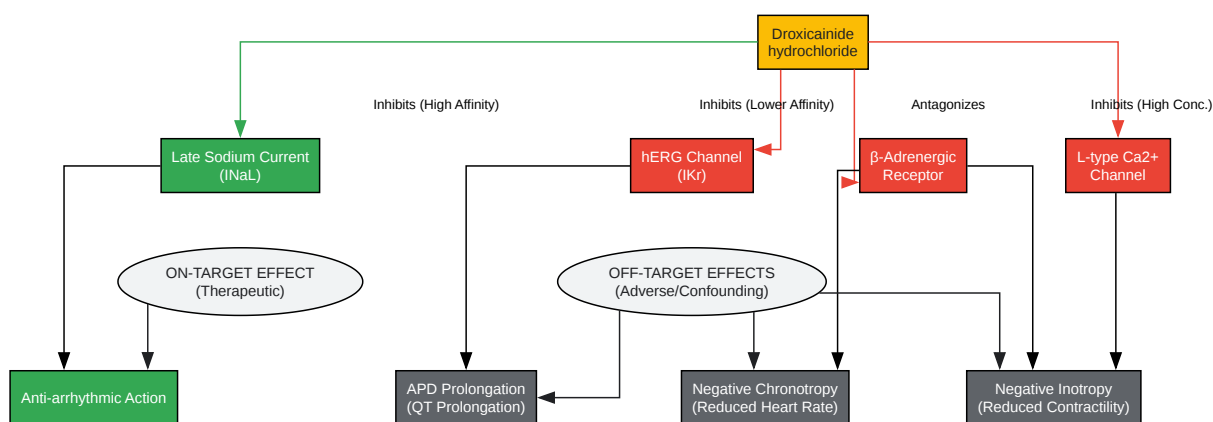 Droxicainide
hydrochloride
Inhibits (High Affinity)
Inhibits (Lower Affinity)
Antagonizes
Inhibits (High Conc.)
Late Sodium Current
(INaL)
hERG Channel
(IKr)
β-Adrenergic
Receptor
L-type Ca2+
Channel
ON-TARGET EFFECT
(Therapeutic)
OFF-TARGET EFFECTS
(Adverse/Confounding)
Anti-arrhythmic Action
APD Prolongation
(QT Prolongation)
Negative Chronotropy
(Reduced Heart Rate)
Negative Inotropy
(Reduced Contractility)